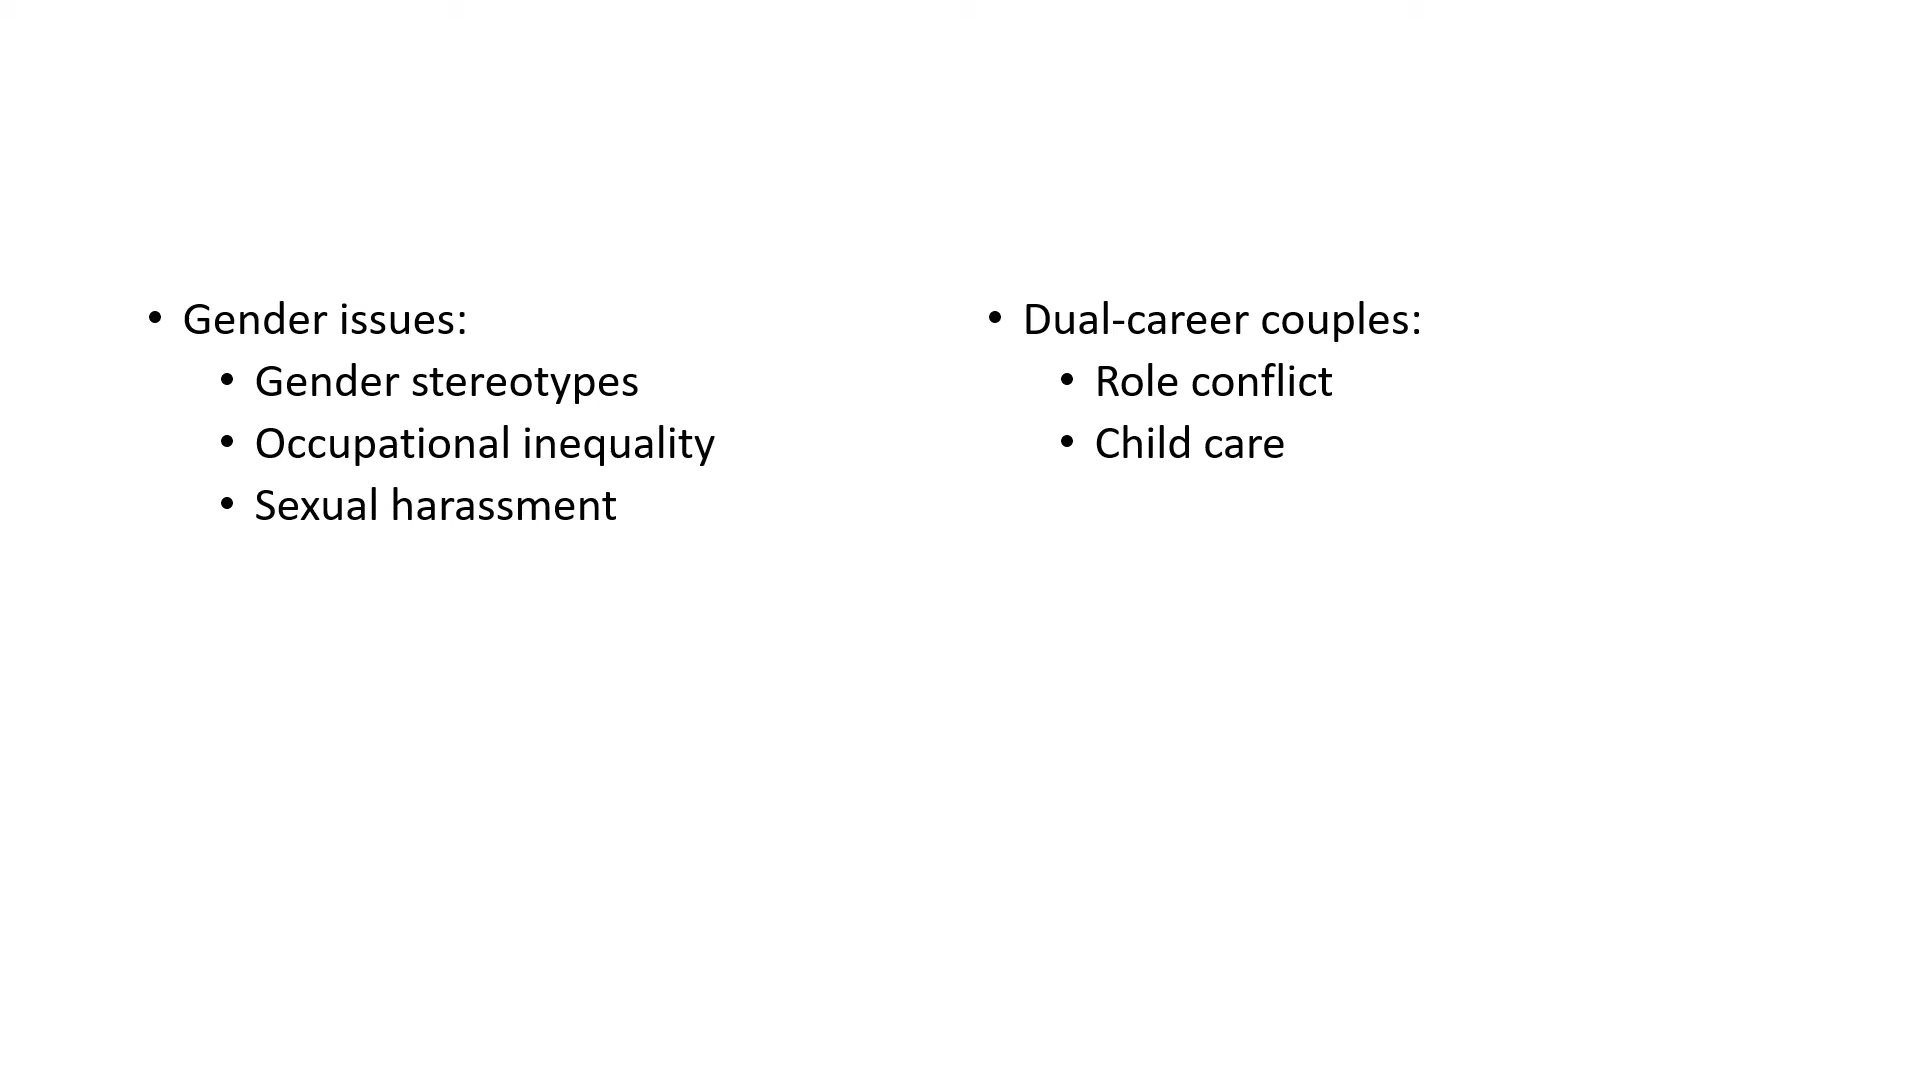 • Gender issues:
• Gender stereotypes
• Occupational inequality
• Sexual harassment
• Dual-career couples:
• Role conflict
• Child care